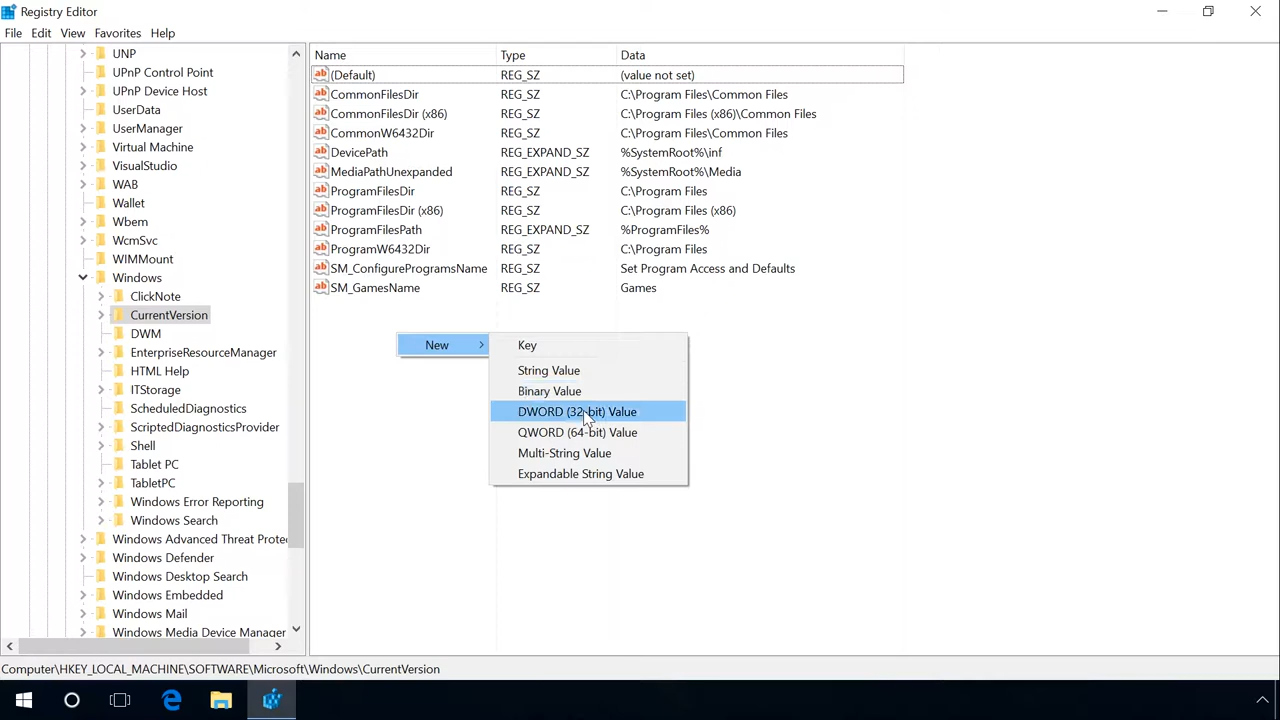 Registry Editor
File Edit View Favorites Help
UNP
UPnP Control Point
UPnP Device Host
UserData
UserManager
Virtual Machine
VisualStudio
WAB
Wallet
Wbem
WcmSvc
WIMMount
Windows
ClickNote
CurrentVersion
DWM
EnterpriseResourceManager
HTML Help
ITStorage
ScheduledDiagnostics
ScriptedDiagnosticsProvider
Shell
Tablet PC
TabletPC
Windows Error Reporting
Windows Search
Windows Advanced Threat Prote
Windows Defender
Windows Desktop Search
Windows Embedded
Windows Mail
Windows Media Device Manager
Name Type Data
(Default) REG_SZ (value not set)
CommonFilesDir REG_SZ C:\Program Files\Common Files
CommonFilesDir (x86) REG_SZ C:\Program Files (x86)\Common Files
CommonW6432Dir REG_SZ C:\Program Files\Common Files
DevicePath REG_EXPAND_SZ %SystemRoot%\inf
MediaPathUnexpanded REG_EXPAND_SZ %SystemRoot%\Media
ProgramFilesDir REG_SZ C:\Program Files
ProgramFilesDir (x86) REG_SZ C:\Program Files (x86)
ProgramFilesPath REG_EXPAND_SZ %ProgramFiles%
ProgramW6432Dir REG_SZ C:\Program Files
SM_ConfigureProgramsName REG_SZ Set Program Access and Defaults
SM_GamesName REG_SZ Games
New
Key
String Value
Binary Value
DWORD (32-bit) Value
QWORD (64-bit) Value
Multi-String Value
Expandable String Value
Computer\HKEY_LOCAL_MACHINE\SOFTWARE\Microsoft\Windows\CurrentVersion